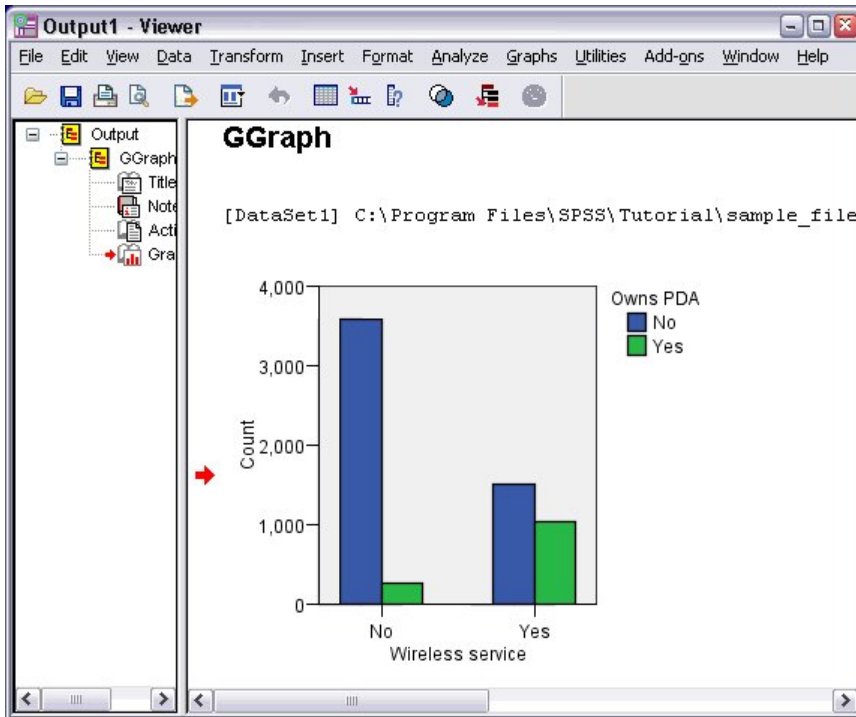 Output1 - Viewer
File Edit View Data Transform Insert Format Analyze Graphs Utilities Add-ons Window Help
Output
GGraph
Title
Note
Acti
Gra
GGraph
[DataSet1] C:\Program Files\SPSS\Tutorial\sample_file
4,000
3,000
2,000
1,000
0
Count
No
Yes
Wireless service
Owns PDA
No
Yes